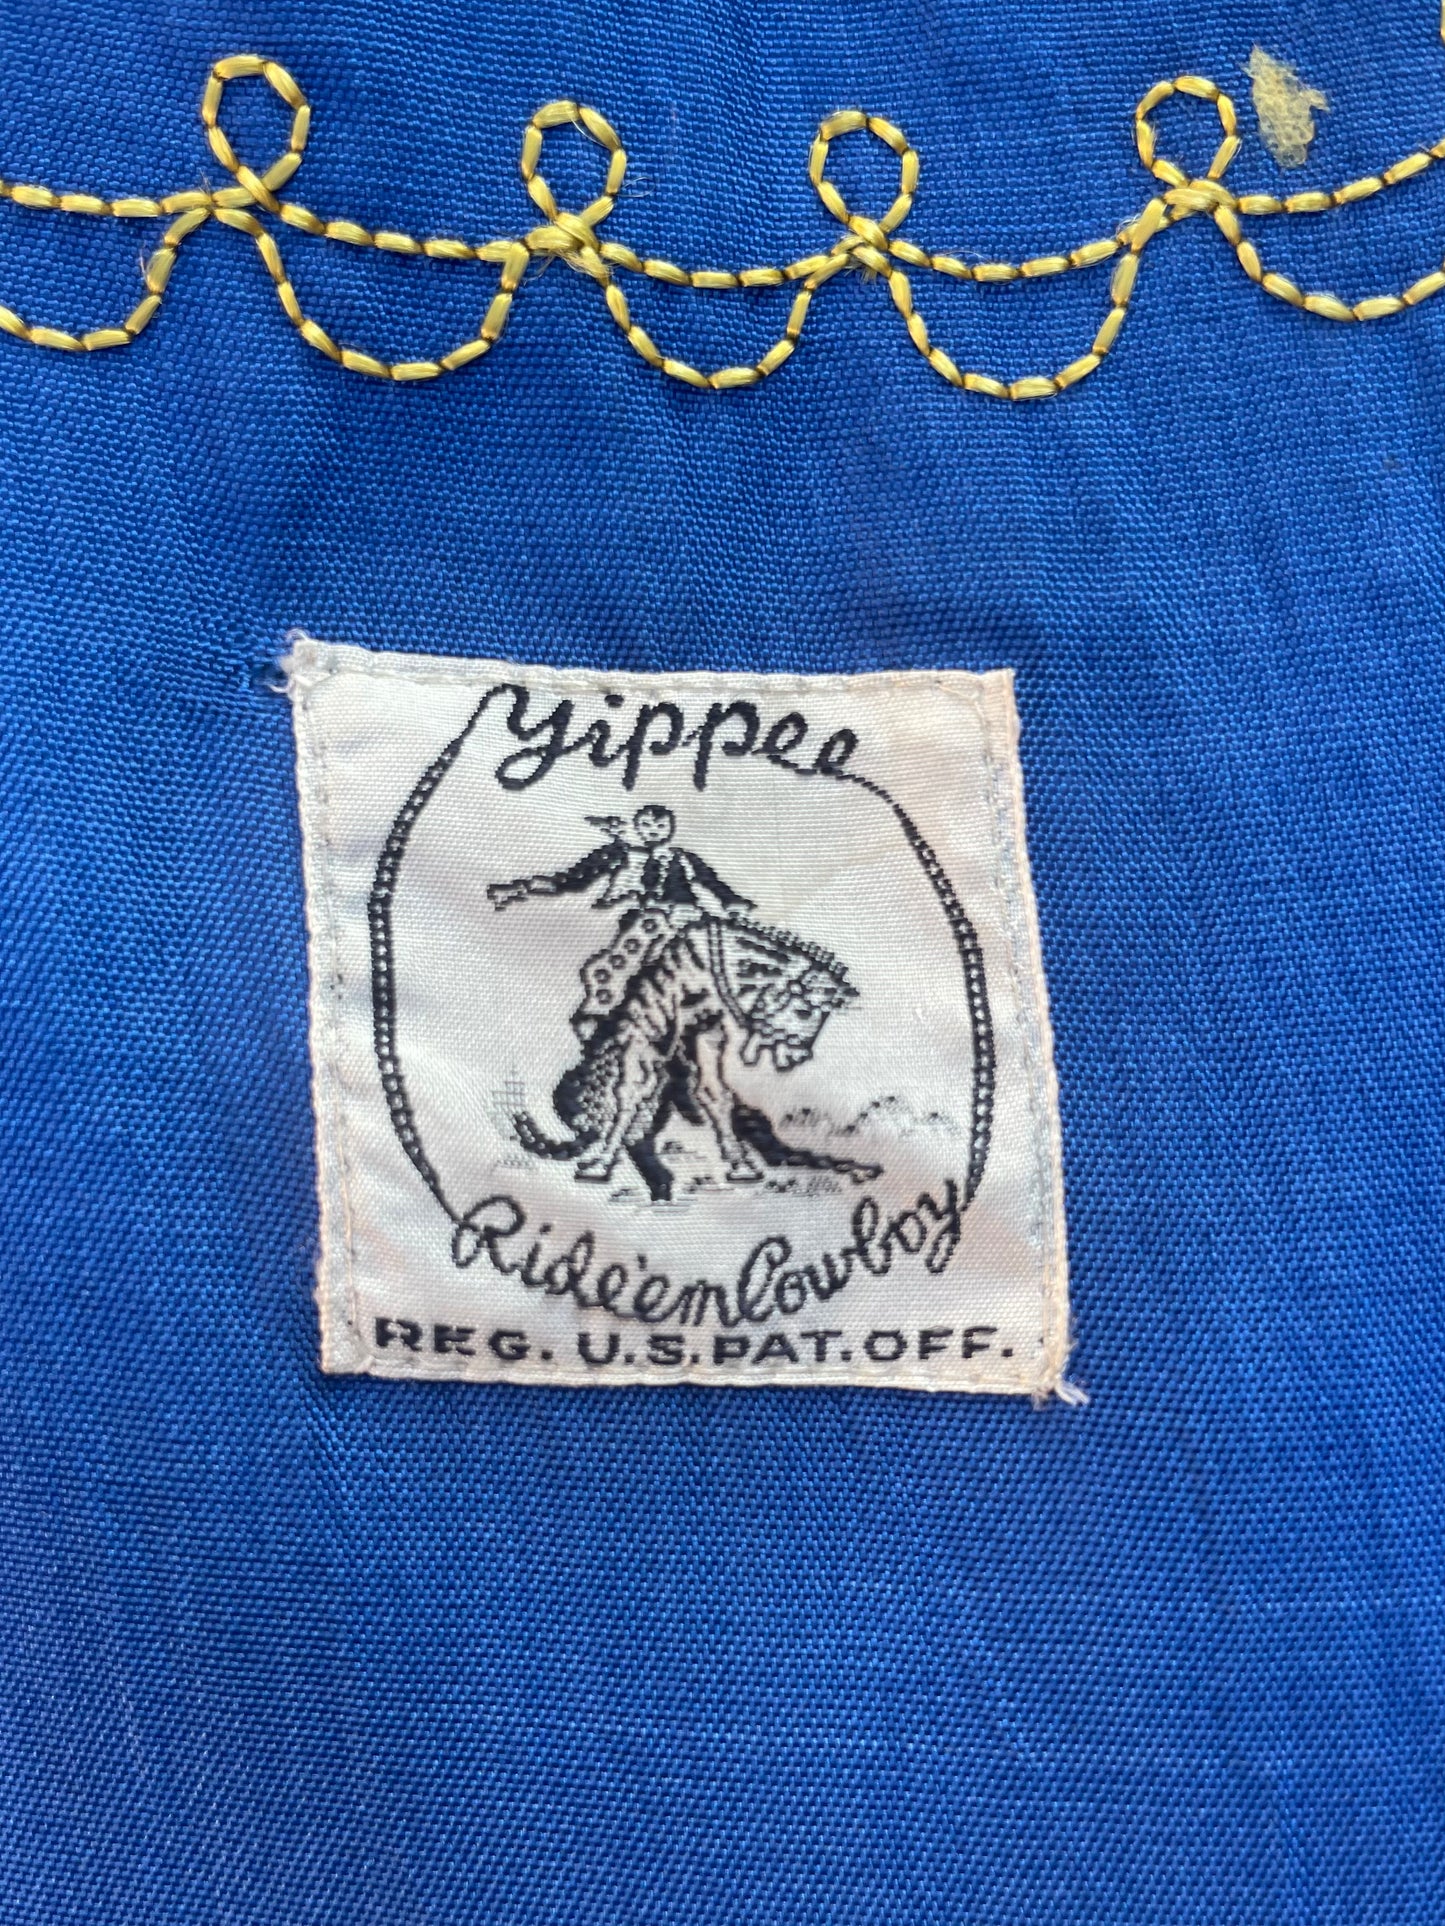 yippee
Ride'em Cowboy
REG. U.S. PAT. OFF.